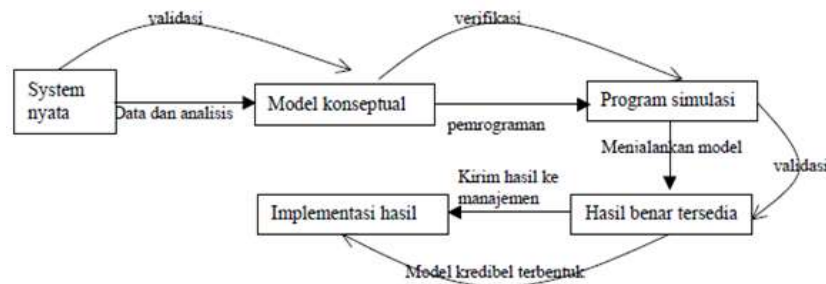 validasi
verifikasi
System
nyata
Data dan analisis
Model konseptual
pemrograman
Program simulasi
Menjalankan model
validasi
Kirim hasil ke
manajemen
Implementasi hasil
Hasil benar tersedia
Model kredibel terbentuk